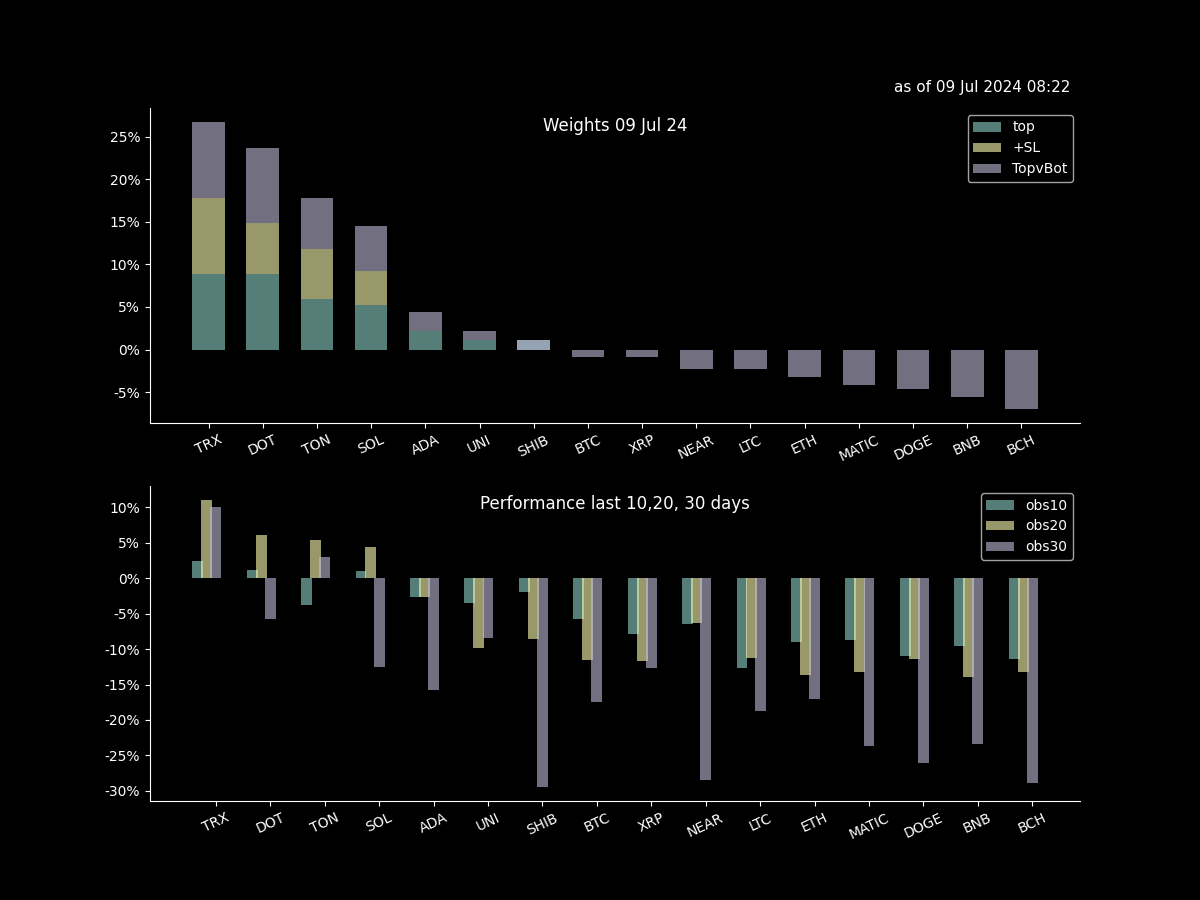 as of 09 Jul 2024 08:22
Weights 09 Jul 24
top
+SL
TopvBot
25%
20%
15%
10%
5%
0%
-5%
TRX DOT TON SOL ADA UNI SHIB BTC XRP NEAR LTC ETH MATIC DOGE BNB BCH
Performance last 10,20, 30 days
obs10
obs20
obs30
10%
5%
0%
-5%
-10%
-15%
-20%
-25%
-30%
TRX DOT TON SOL ADA UNI SHIB BTC XRP NEAR LTC ETH MATIC DOGE BNB BCH